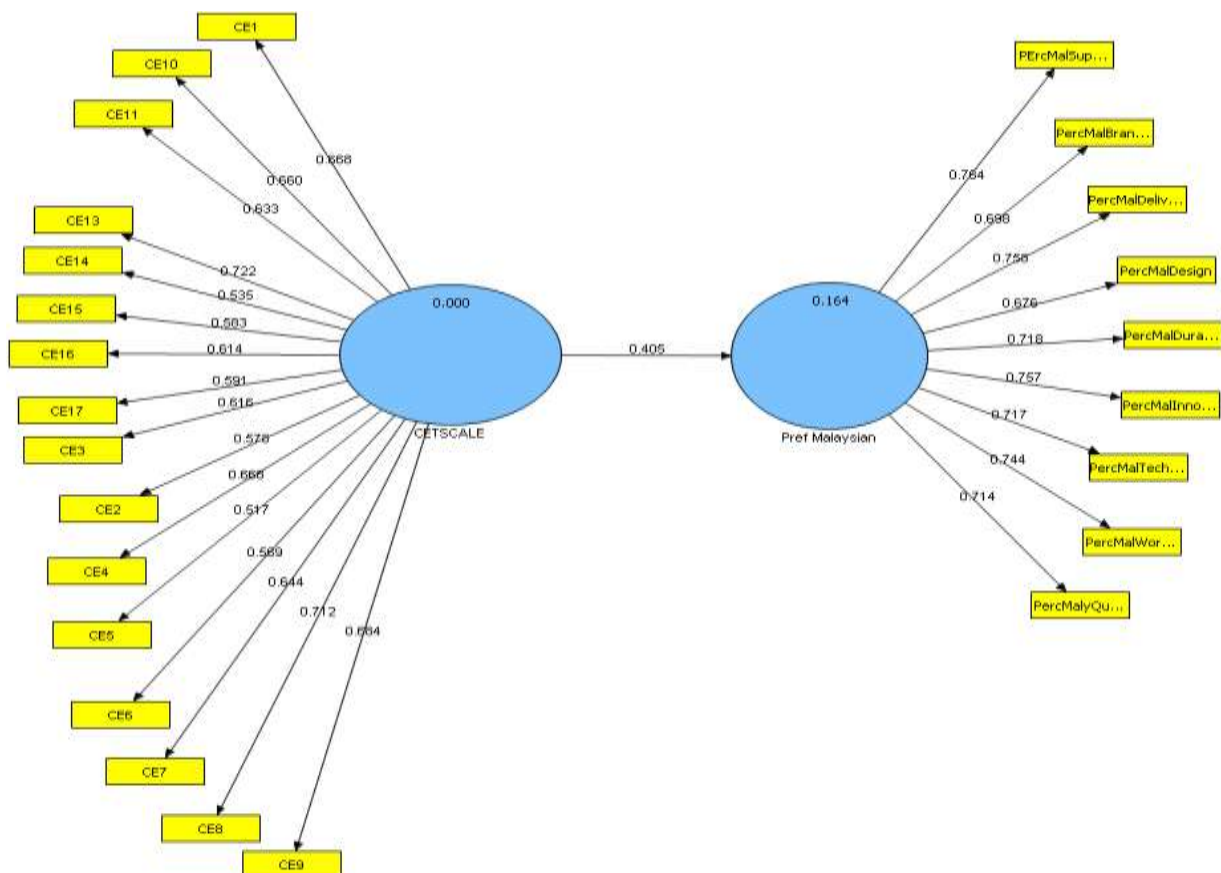 CE1
CE10
CE11
CE13
CE14
CE15
CE16
CE17
CE3
CE2
CE4
CE5
CE6
CE7
CE8
CE9
0.668
0.660
0.633
0.722
0.535
0.583
0.614
0.591
0.616
0.578
0.668
0.517
0.569
0.644
0.712
0.664
0.000
CETSCALE
0.405
0.164
Pref Malaysian
0.764
0.698
0.758
0.676
0.718
0.757
0.717
0.744
0.714
PErcMalSup...
PercMalBran...
PercMalDeliv...
PercMalDesign
PercMalDura...
PercMalInno...
PercMalTech...
PercMalWor...
PercMalyQu...